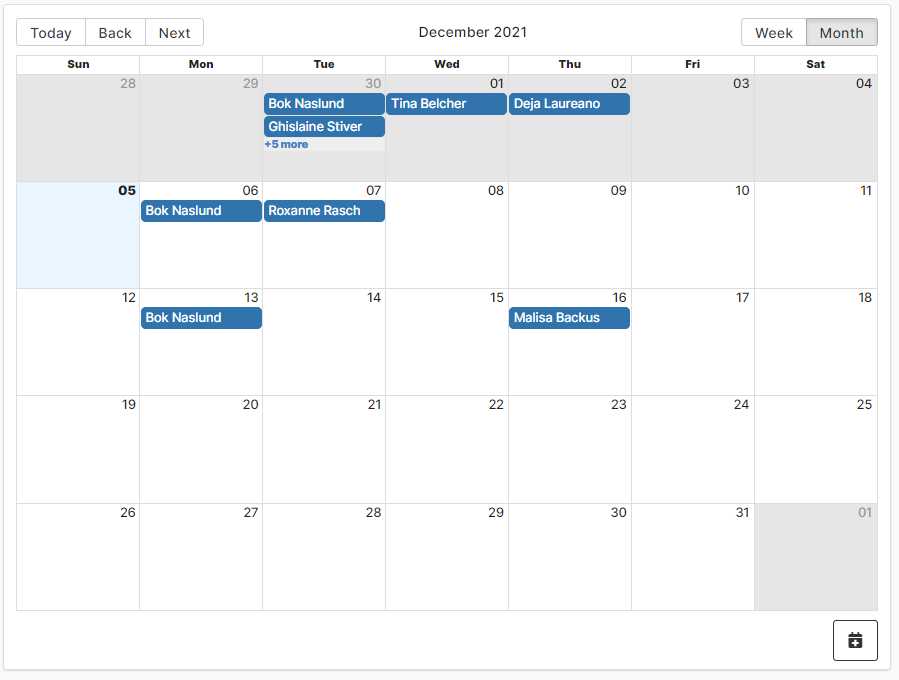 Today Back Next December 2021 Week Month
Sun Mon Tue Wed Thu Fri Sat
28 29 30 01 02 03 04
Bok Naslund Tina Belcher Deja Laureano
Ghislaine Stiver
+5 more
05 06 07 08 09 10 11
Bok Naslund Roxanne Rasch
12 13 14 15 16 17 18
Bok Naslund Malisa Backus
19 20 21 22 23 24 25
26 27 28 29 30 31 01